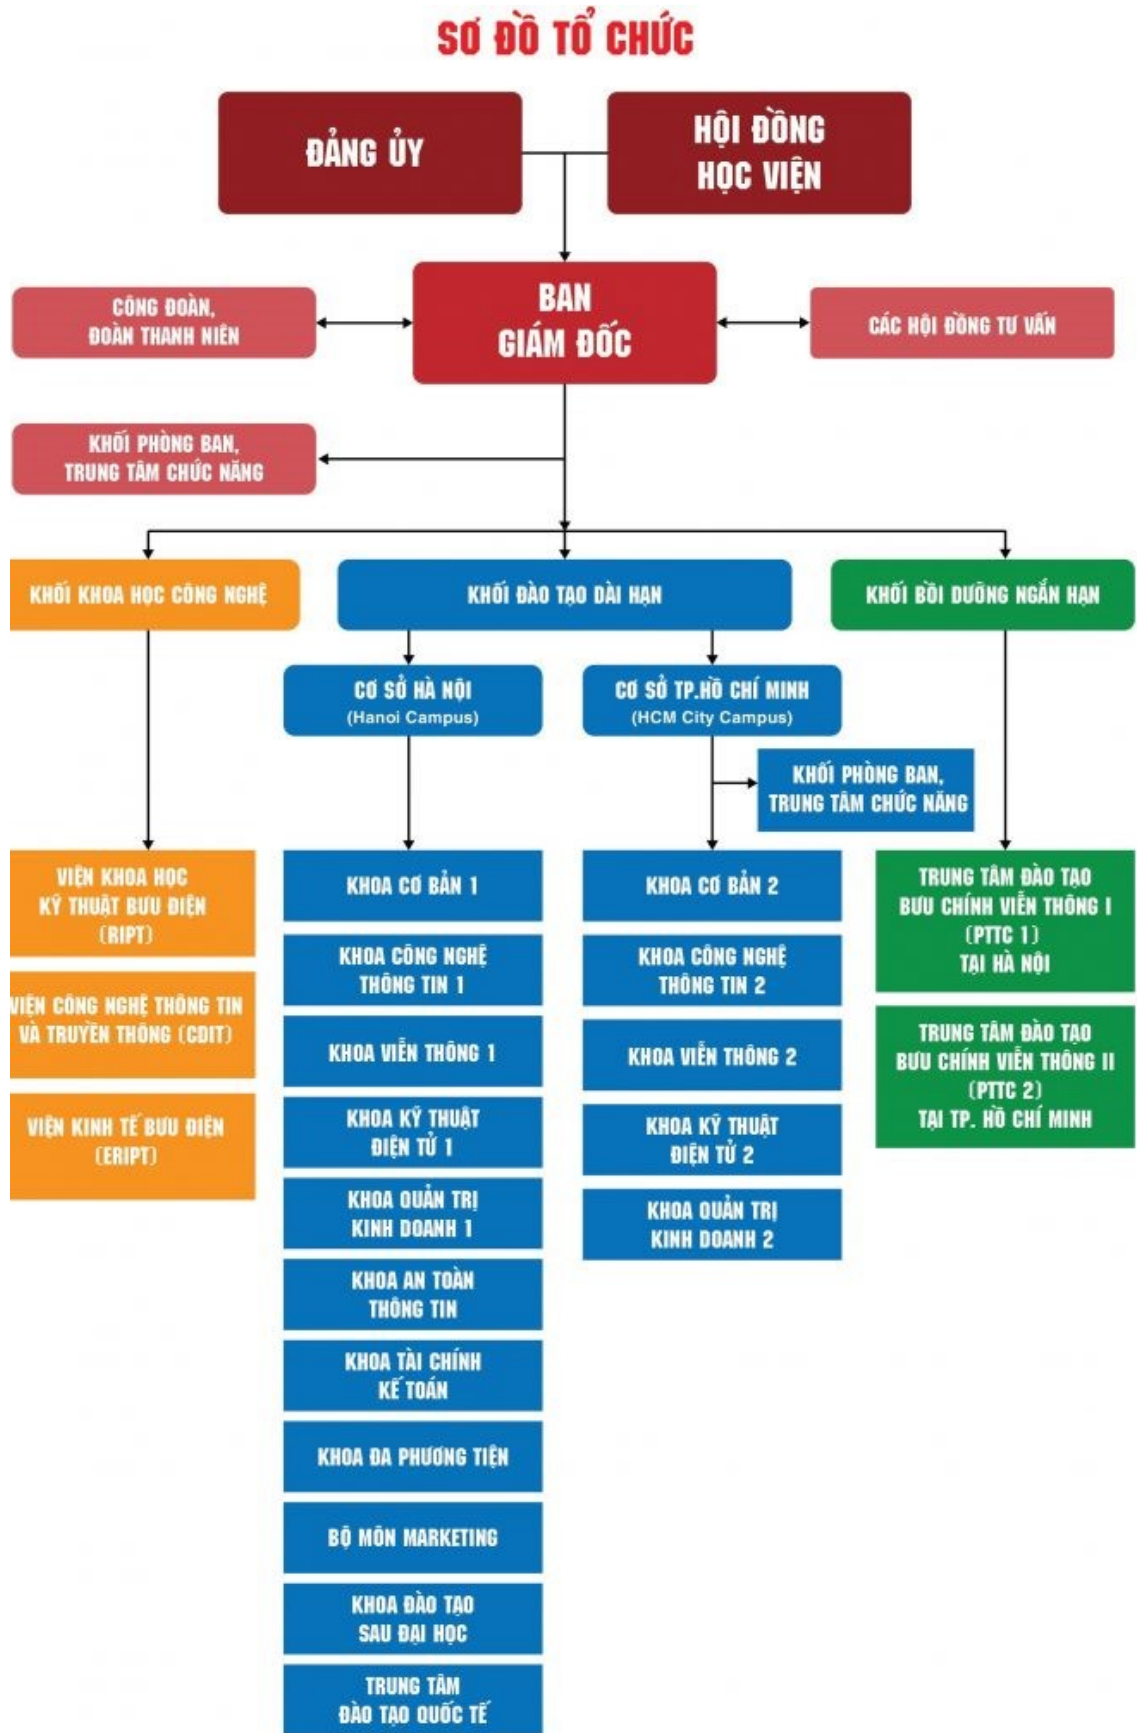 SƠ ĐỒ TỔ CHỨC
ĐẢNG ỦY
HỘI ĐỒNG
HỌC VIỆN
CÔNG ĐOÀN,
ĐOÀN THANH NIÊN
BAN
GIÁM ĐỐC
CÁC HỘI ĐỒNG TƯ VẤN
KHỐI PHÒNG BAN,
TRUNG TÂM CHỨC NĂNG
KHỐI KHOA HỌC CÔNG NGHỆ
KHỐI ĐÀO TẠO DÀI HẠN
KHỐI BỒI DƯỠNG NGẮN HẠN
CƠ SỞ HÀ NỘI
(Hanoi Campus)
CƠ SỞ TP.HỒ CHÍ MINH
(HCM City Campus)
KHỐI PHÒNG BAN,
TRUNG TÂM CHỨC NĂNG
VIỆN KHOA HỌC
KỸ THUẬT BƯU ĐIỆN
(RIPT)
VIỆN CÔNG NGHỆ THÔNG TIN
VÀ TRUYỀN THÔNG (CDIT)
VIỆN KINH TẾ BƯU ĐIỆN
(ERIPT)
KHOA CƠ BẢN 1
KHOA CÔNG NGHỆ
THÔNG TIN 1
KHOA VIỄN THÔNG 1
KHOA KỸ THUẬT
ĐIỆN TỬ 1
KHOA QUẢN TRỊ
KINH DOANH 1
KHOA AN TOÀN
THÔNG TIN
KHOA TÀI CHÍNH
KẾ TOÁN
KHOA ĐA PHƯƠNG TIỆN
BỘ MÔN MARKETING
KHOA ĐÀO TẠO
SAU ĐẠI HỌC
TRUNG TÂM
ĐÀO TẠO QUỐC TẾ
KHOA CƠ BẢN 2
KHOA CÔNG NGHỆ
THÔNG TIN 2
KHOA VIỄN THÔNG 2
KHOA KỸ THUẬT
ĐIỆN TỬ 2
KHOA QUẢN TRỊ
KINH DOANH 2
TRUNG TÂM ĐÀO TẠO
BƯU CHÍNH VIỄN THÔNG I
(PTTC 1)
TẠI HÀ NỘI
TRUNG TÂM ĐÀO TẠO
BƯU CHÍNH VIỄN THÔNG II
(PTTC 2)
TẠI TP. HỒ CHÍ MINH